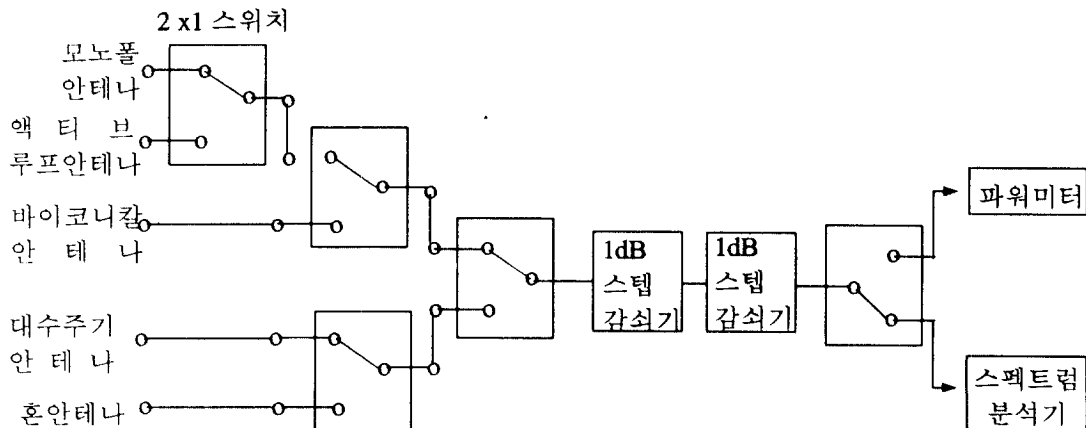 2 x1 스위치
모노폴
안테나
액 티 브
루프안테나
바이코니칼
안 테 나
대수주기
안 테 나
혼안테나
1dB
스텝
감쇠기
1dB
스텝
감쇠기
파워미터
스펙트럼
분석기